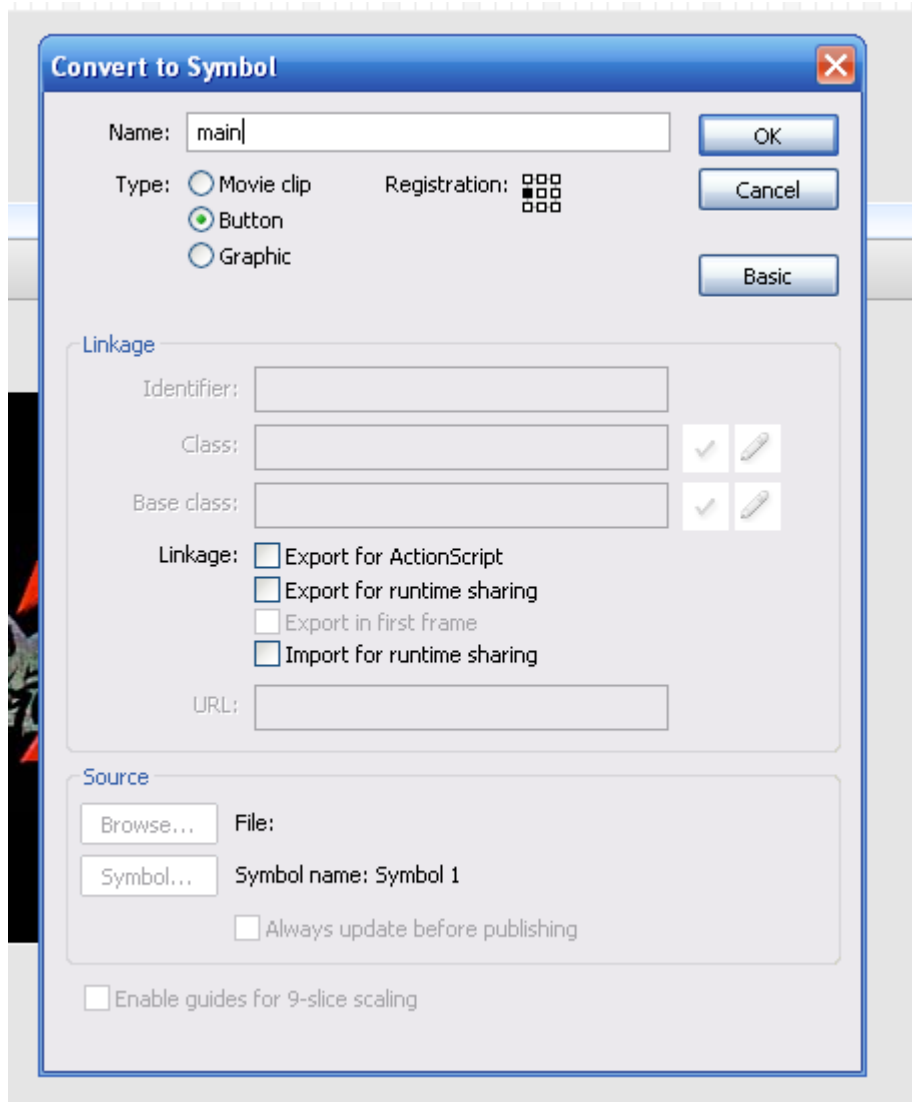 Convert to Symbol
Name: main
OK
Type: Movie clip
Registration:
Cancel
Button
Graphic
Basic
Linkage
Identifier:
Class:
Base class:
Linkage: Export for ActionScript
Export for runtime sharing
Export in first frame
Import for runtime sharing
URL:
Source
Browse... File:
Symbol... Symbol name: Symbol 1
Always update before publishing
Enable guides for 9-slice scaling